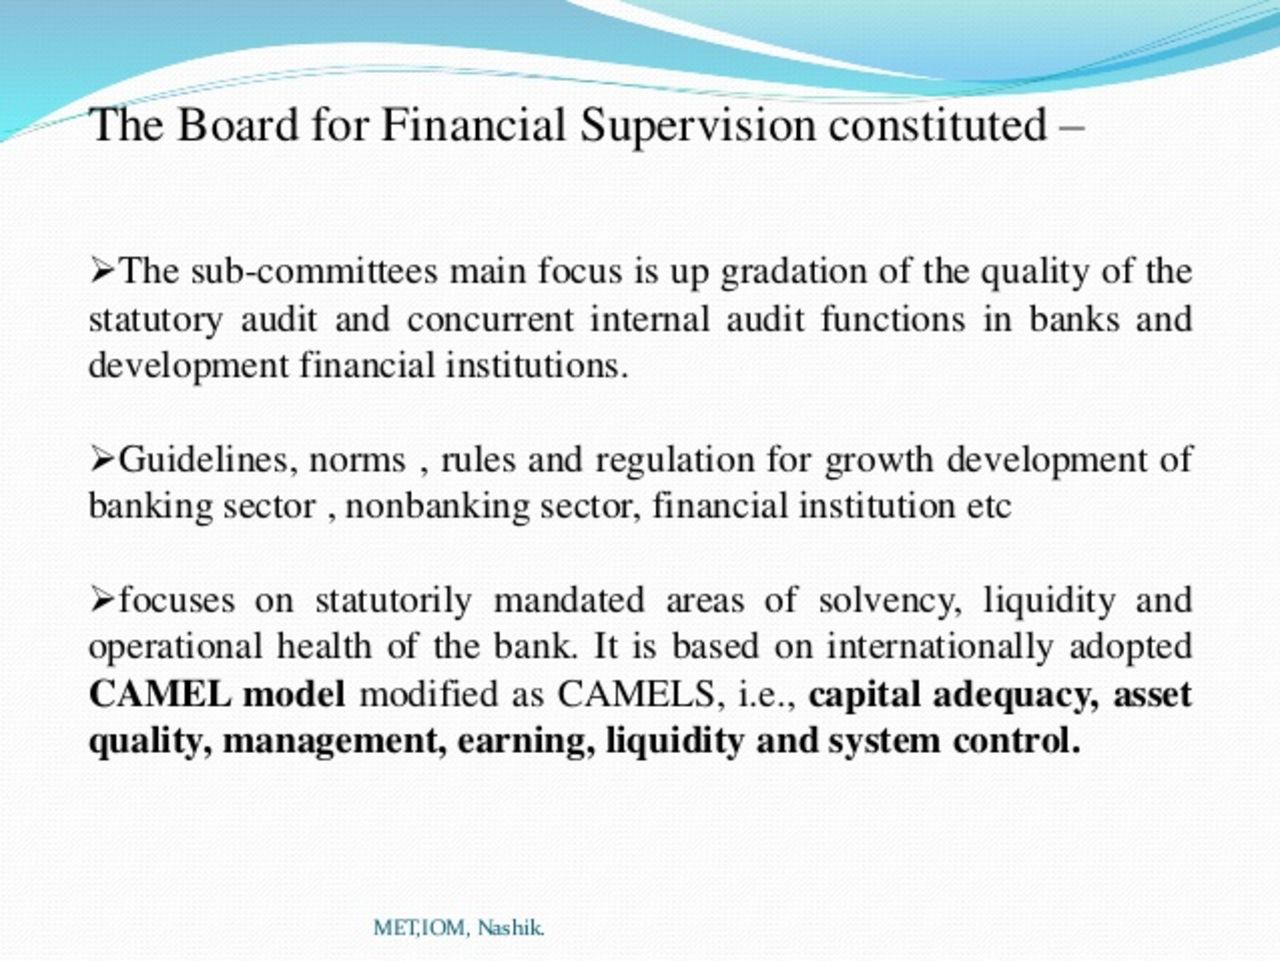 The Board for Financial Supervision constituted –
➢The sub-committees main focus is up gradation of the quality of the
statutory audit and concurrent internal audit functions in banks and
development financial institutions.
➢Guidelines, norms , rules and regulation for growth development of
banking sector , nonbanking sector, financial institution etc
➢focuses on statutorily mandated areas of solvency, liquidity and
operational health of the bank. It is based on internationally adopted
CAMEL model modified as CAMELS, i.e., capital adequacy, asset
quality, management, earning, liquidity and system control.
MET,IOM, Nashik.